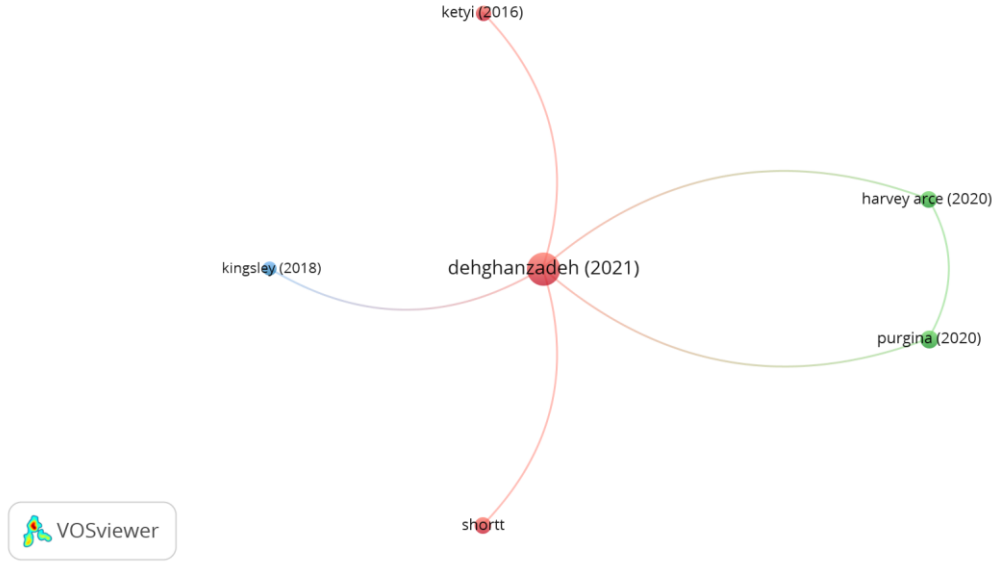 ketyi (2016)
harvey arce (2020)
kingsley (2018)
dehghanzadeh (2021)
purgina (2020)
shortt
VOSviewer